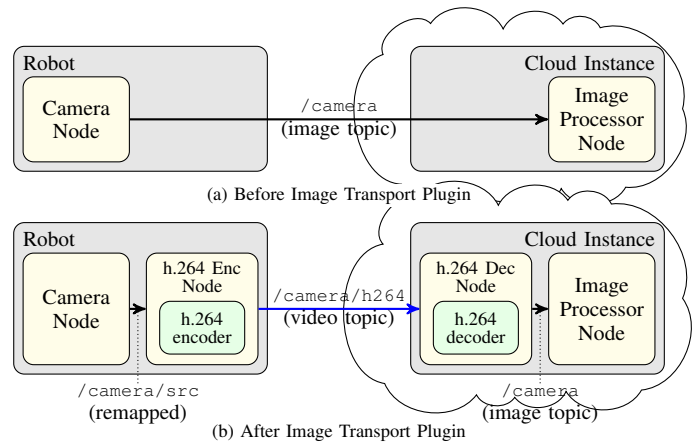 Robot
Cloud Instance
Camera
Node
/camera
(image topic)
Image
Processor
Node
(a) Before Image Transport Plugin
Robot
Cloud Instance
Camera
Node
h.264 Enc
Node
h.264
encoder
/camera/h264
(video topic)
h.264 Dec
Node
h.264
decoder
Image
Processor
Node
/camera/src
(remapped)
/camera
(image topic)
(b) After Image Transport Plugin